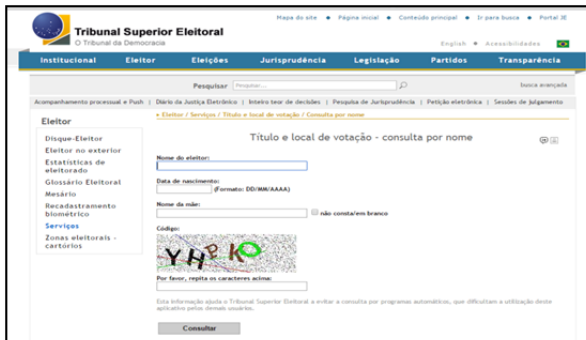 Mapa do site • Página inicial • Conteúdo principal • Ir para busca • Portal JE
Tribunal Superior Eleitoral
O Tribunal da Democracia
English • Acessibilidades
Institucional Eleitor Eleições Jurisprudência Legislação Partidos Transparência
Pesquisar Pesquisar... busca avançada
Acompanhamento processual e Push | Diário da Justiça Eletrônico | Inteiro teor de decisões | Pesquisa de Jurisprudência | Petição eletrônica | Sessões de julgamento
Eleitor
Disque-Eleitor
Eleitor no exterior
Estatísticas de
eleitorado
Glossário Eleitoral
Mesário
Recadastramento
biométrico
Serviços
Zonas eleitorais -
cartórios
• Eleitor / Serviços / Título e local de votação / Consulta por nome
Título e local de votação - consulta por nome
Nome do eleitor:
Data de nascimento:
(Formato: DD/MM/AAAA)
Nome da mãe:
não consta/em branco
Código:
YHPKO
Por favor, repita os caracteres acima:
Esta informação ajuda o Tribunal Superior Eleitoral a evitar a consulta por programas automáticos, que dificultam a utilização deste
aplicativo pelos demais usuários.
Consultar